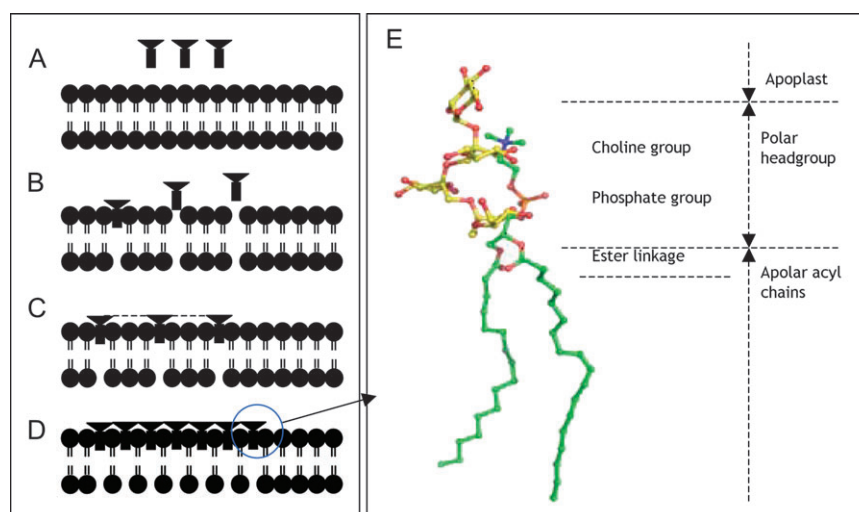 A
B
C
D
E
Apoplast
Choline group
Polar
headgroup
Phosphate group
Ester linkage
Apolar acyl
chains